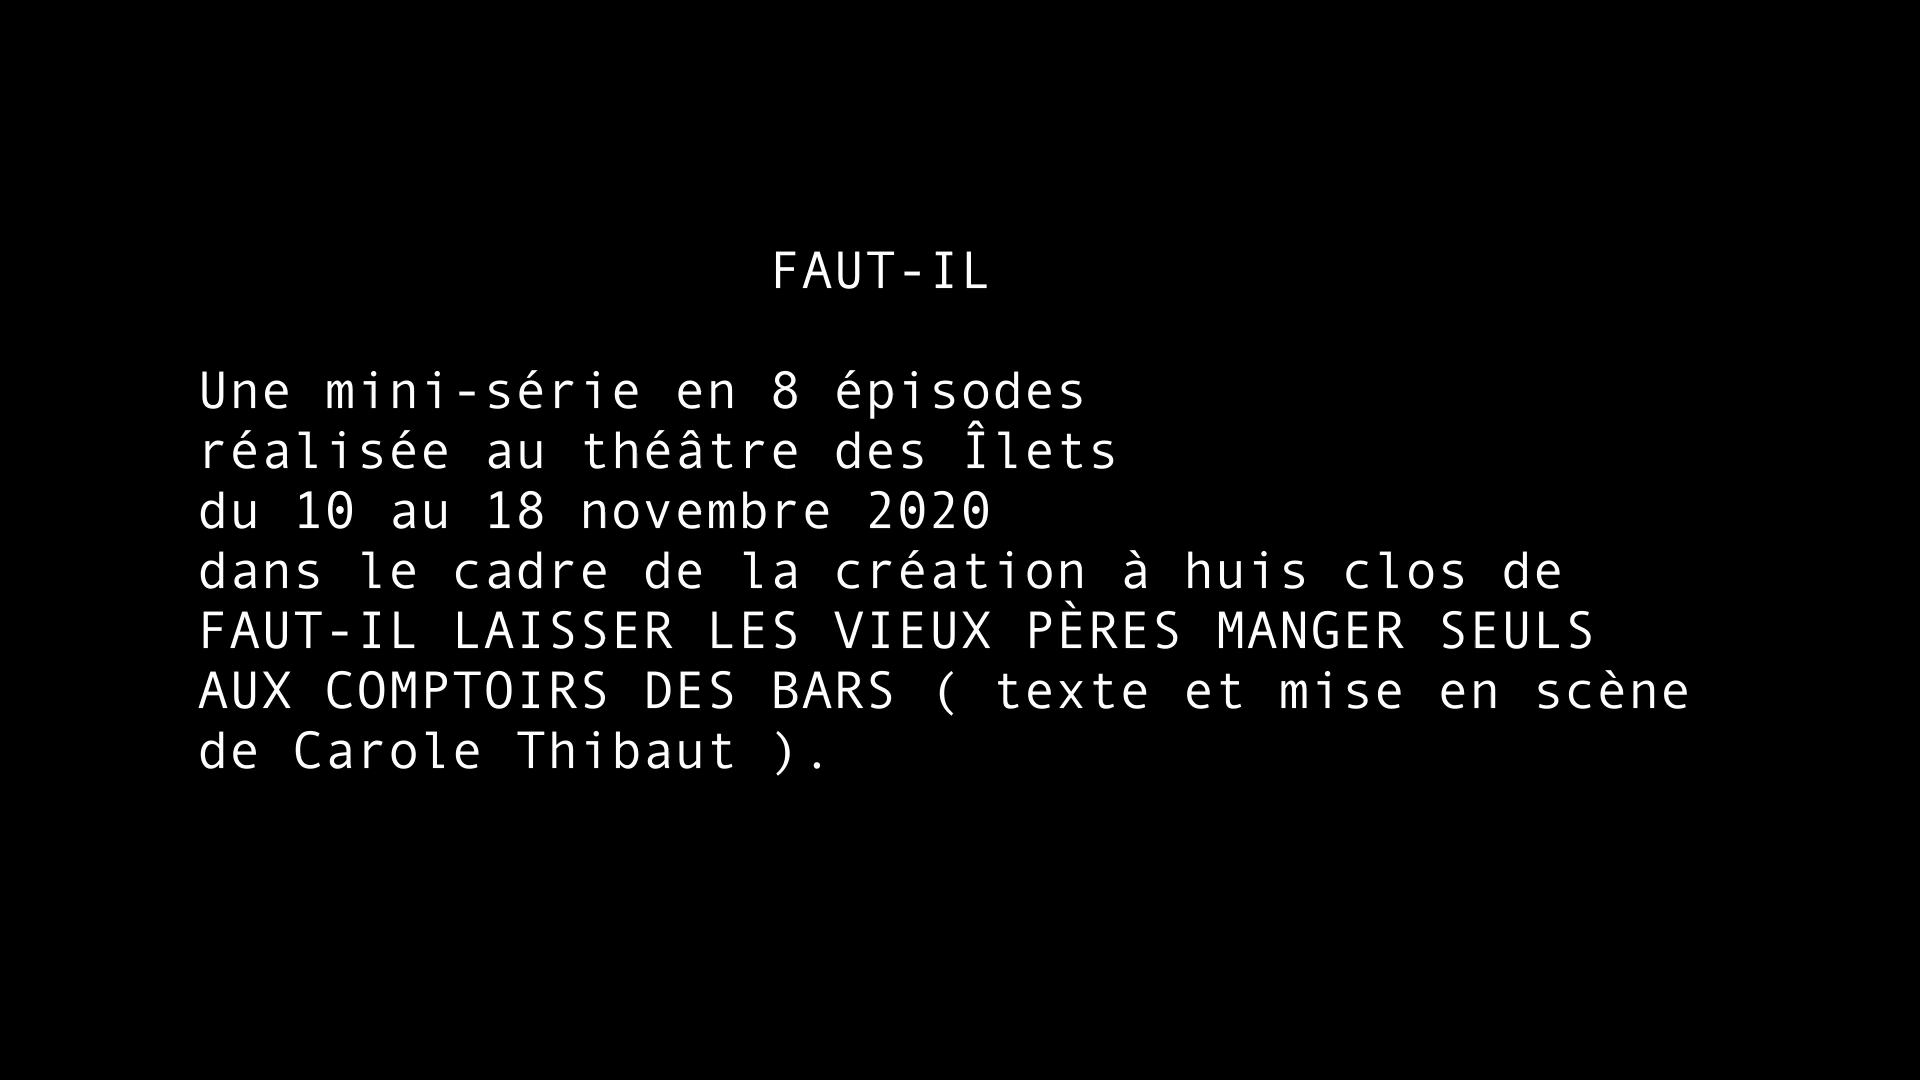 FAUT-IL
Une mini-série en 8 épisodes
réalisée au théâtre des Îlets
du 10 au 18 novembre 2020
dans le cadre de la création à huis clos de
FAUT-IL LAISSER LES VIEUX PÈRES MANGER SEULS
AUX COMPTOIRS DES BARS ( texte et mise en scène
de Carole Thibaut ).